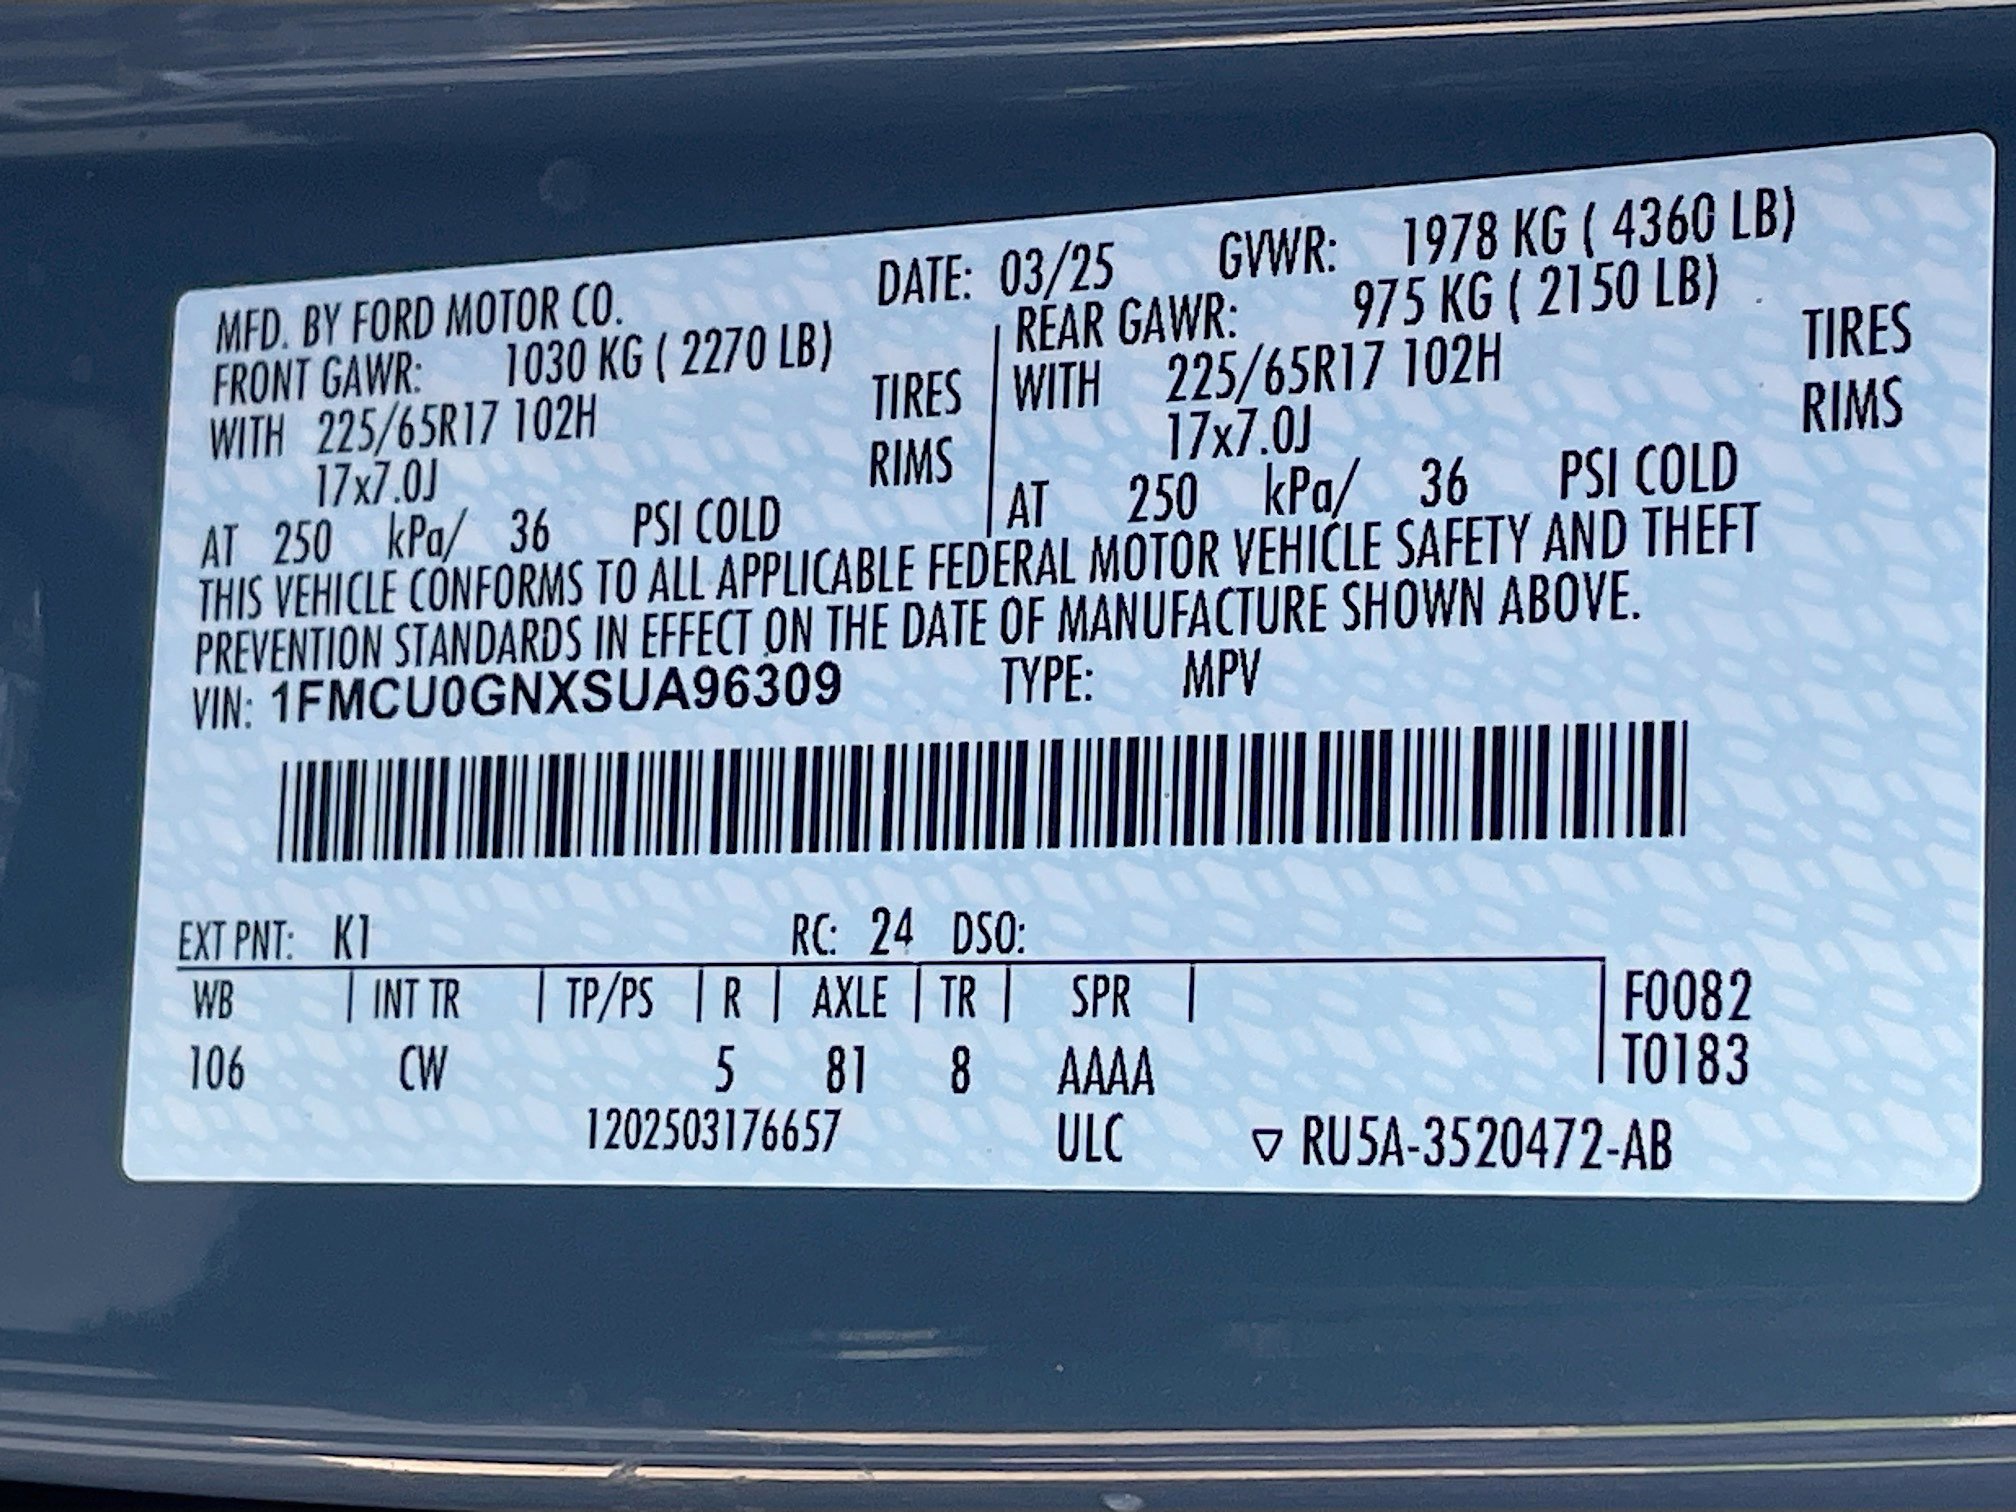 MFD. BY FORD MOTOR CO. DATE: 03/25 GVWR: 1978 KG ( 4360 LB)
FRONT GAWR: 1030 KG ( 2270 LB) REAR GAWR: 975 KG ( 2150 LB)
WITH 225/65R17 102H TIRES WITH 225/65R17 102H TIRES
17x7.0J RIMS 17x7.0J RIMS
AT 250 kPa/ 36 PSI COLD AT 250 kPa/ 36 PSI COLD
THIS VEHICLE CONFORMS TO ALL APPLICABLE FEDERAL MOTOR VEHICLE SAFETY AND THEFT
PREVENTION STANDARDS IN EFFECT ON THE DATE OF MANUFACTURE SHOWN ABOVE.
VIN: 1FMCU0GNXSUA96309 TYPE: MPV
EXT PNT: K1 RC: 24 DSO:
WB | INT TR | TP/PS | R | AXLE | TR | SPR | F0082
106 CW 5 81 8 AAAA T0183
1202503176657 ULC ▽ RU5A-3520472-AB